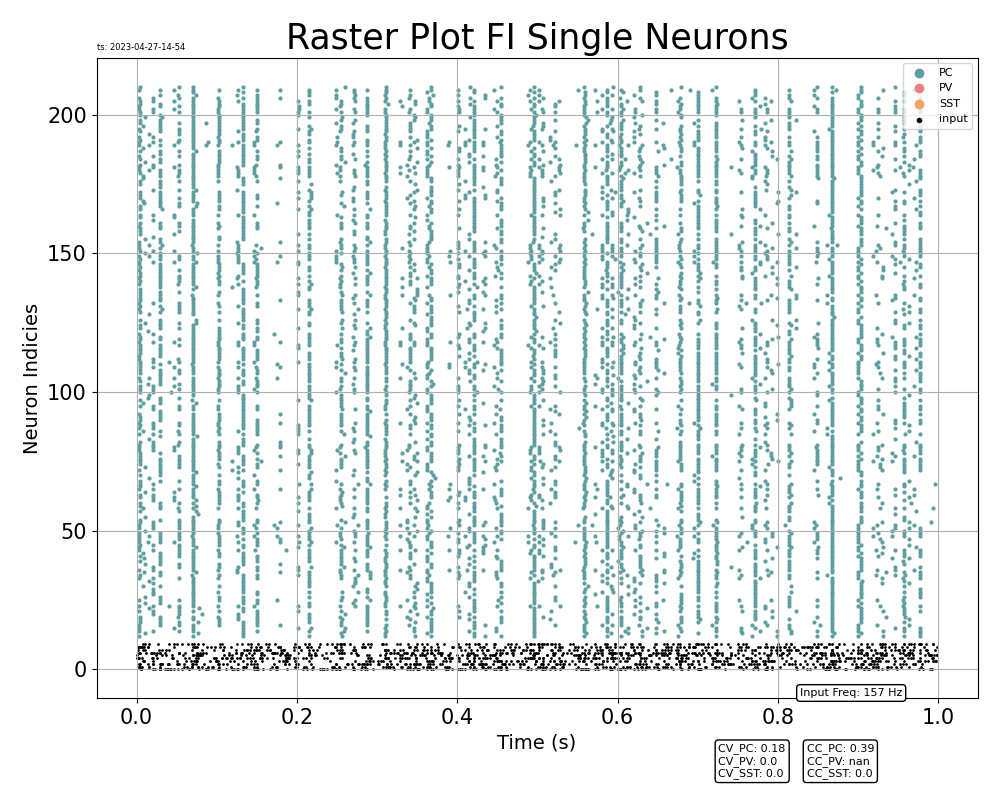 Raster Plot FI Single Neurons
ts: 2023-04-27-14-54
PC
PV
SST
input
200
150
100
50
0
Neuron Indicies
0.0 0.2 0.4 0.6 0.8 1.0
Time (s)
Input Freq: 157 Hz
CV_PC: 0.18
CV_PV: 0.0
CV_SST: 0.0
CC_PC: 0.39
CC_PV: nan
CC_SST: 0.0